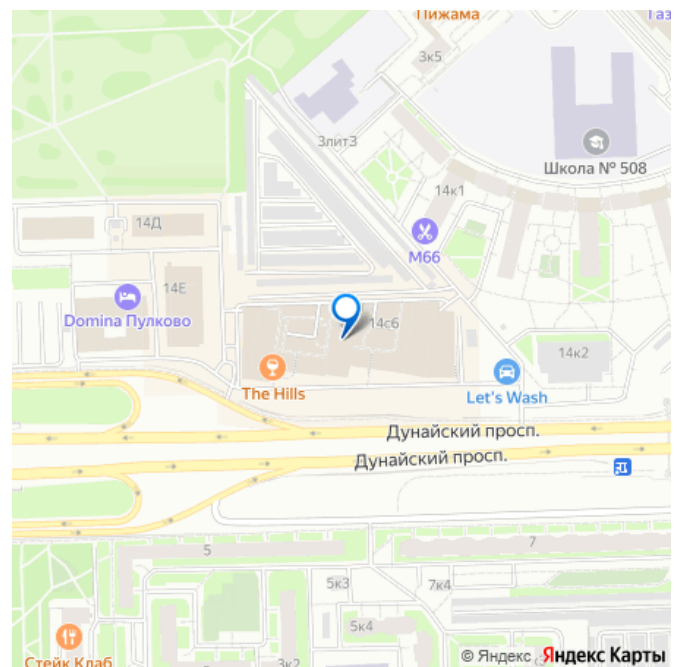 Пижама
Газ
3к5
3литЗ
Школа № 508
14к1
М66
14Д
14Е
Domina Пулково
14с6
The Hills
14к2
Let's Wash
Дунайский просп.
Дунайский просп.
5
7
5к3
7к4
5к4
3к2
Стейк Клаб
© Яндекс Яндекс Карты